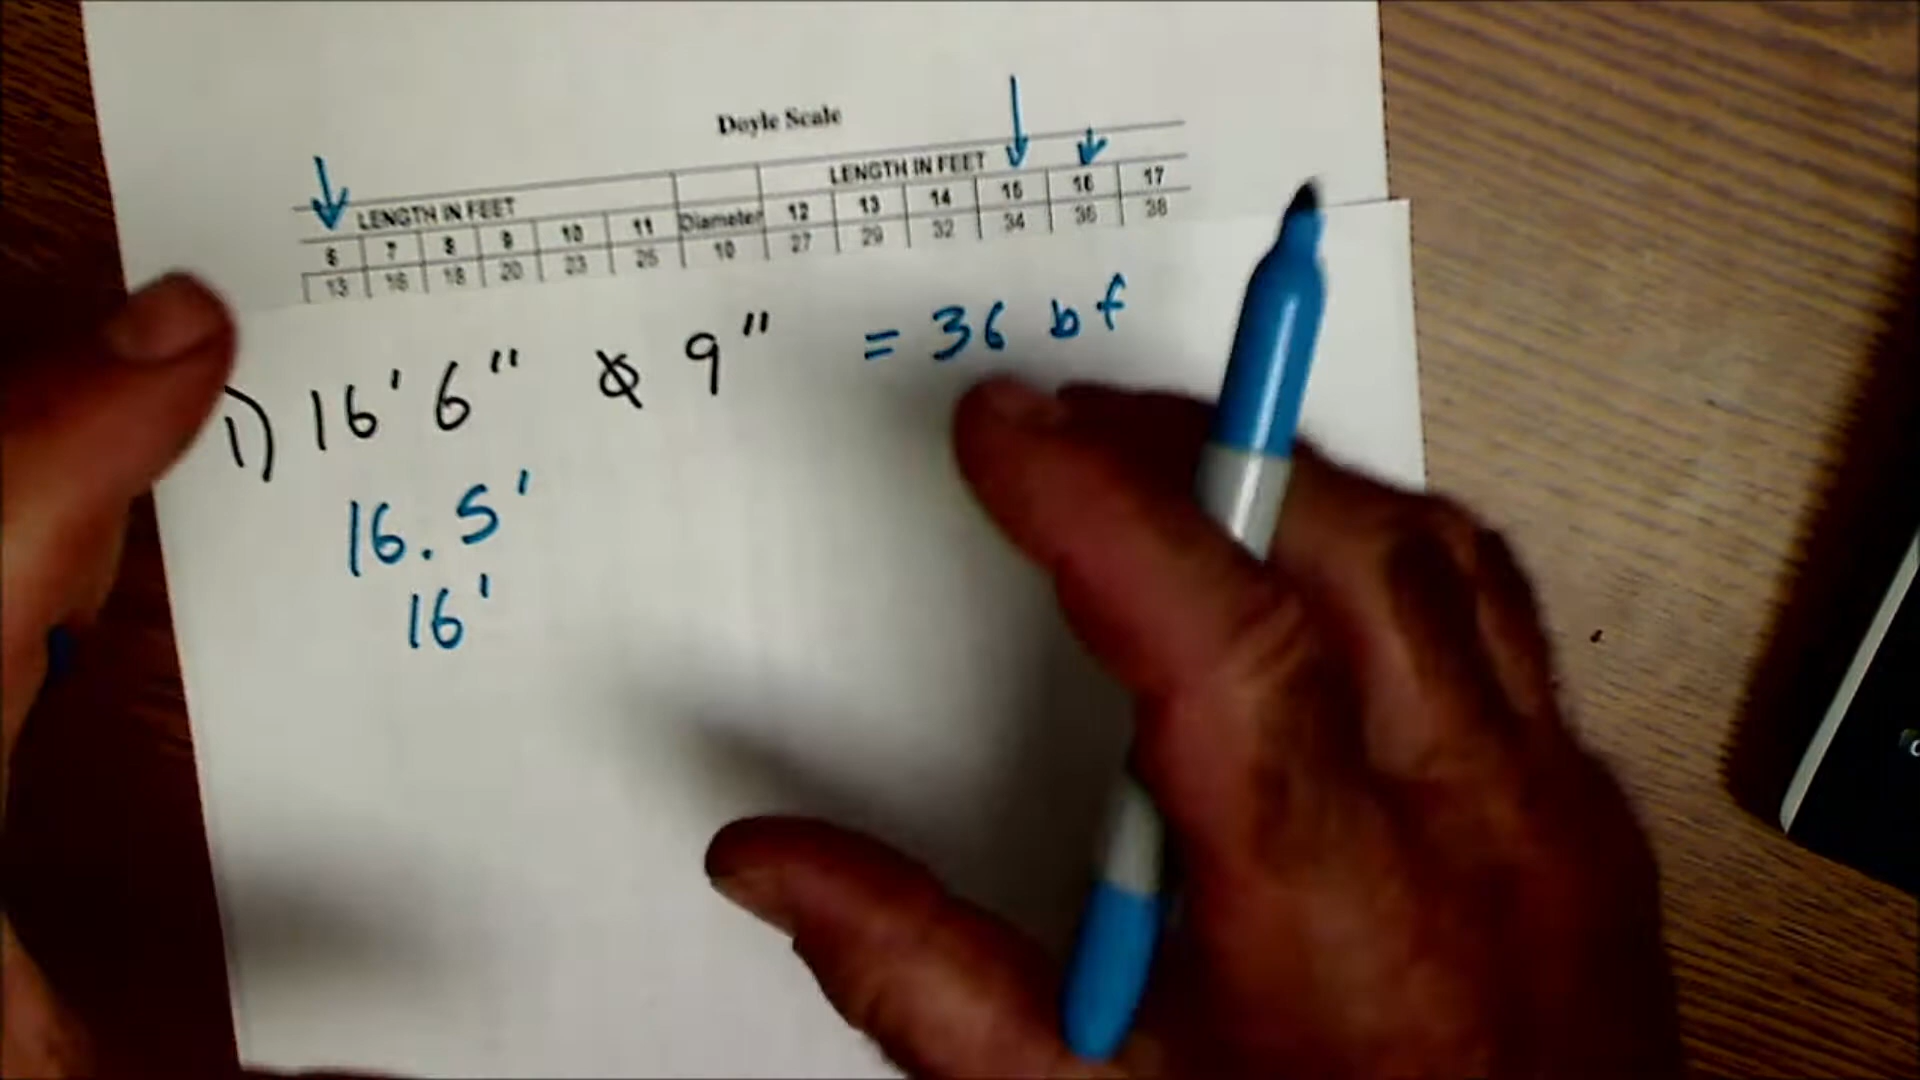 Doyle Scale
LENGTH IN FEET LENGTH IN FEET
6 7 8 9 10 11 Diameter 12 13 14 15 16 17
13 16 18 20 23 25 10 27 29 32 34 36 38
1) 16' 6" & 9" = 36 bf
16.5'
16'